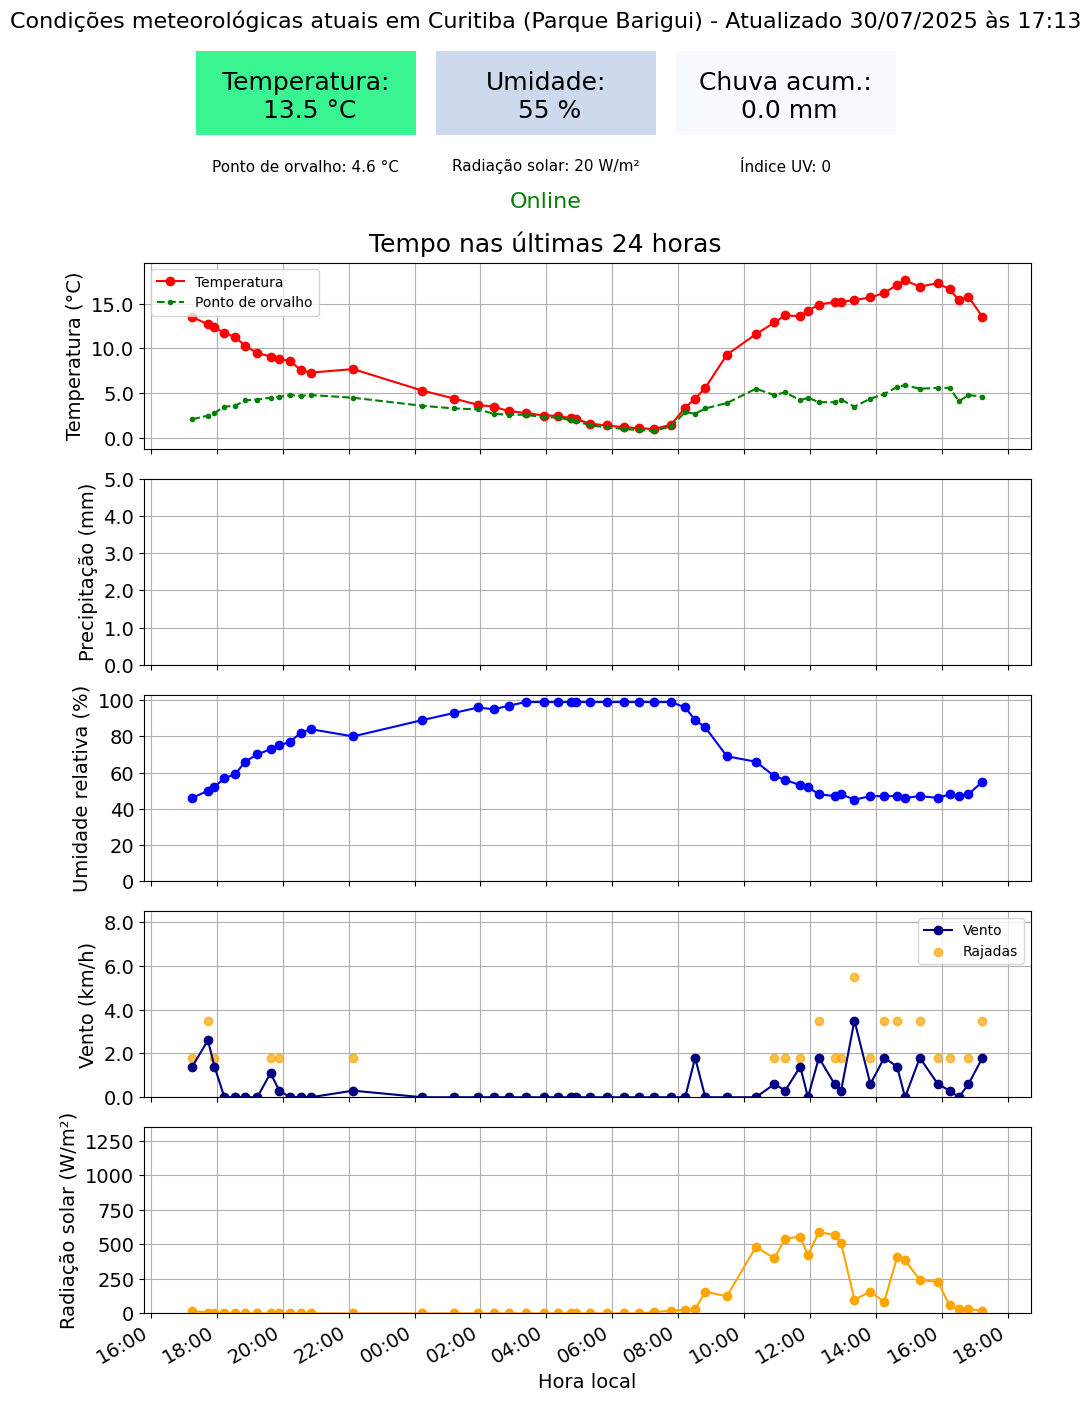 Condições meteorológicas atuais em Curitiba (Parque Barigui) - Atualizado 30/07/2025 às 17:13
Temperatura:
13.5 °C
Umidade:
55 %
Chuva acum.:
0.0 mm
Ponto de orvalho: 4.6 °C
Radiação solar: 20 W/m²
Índice UV: 0
Online
Tempo nas últimas 24 horas
Temperatura (°C)
15.0
10.0
5.0
0.0
Temperatura
Ponto de orvalho
Precipitação (mm)
5.0
4.0
3.0
2.0
1.0
0.0
Umidade relativa (%)
100
80
60
40
20
0
Vento (km/h)
8.0
6.0
4.0
2.0
0.0
Vento
Rajadas
Radiação solar (W/m²)
1250
1000
750
500
250
0
16:00
18:00
20:00
22:00
00:00
02:00
04:00
06:00
08:00
10:00
12:00
14:00
16:00
18:00
Hora local